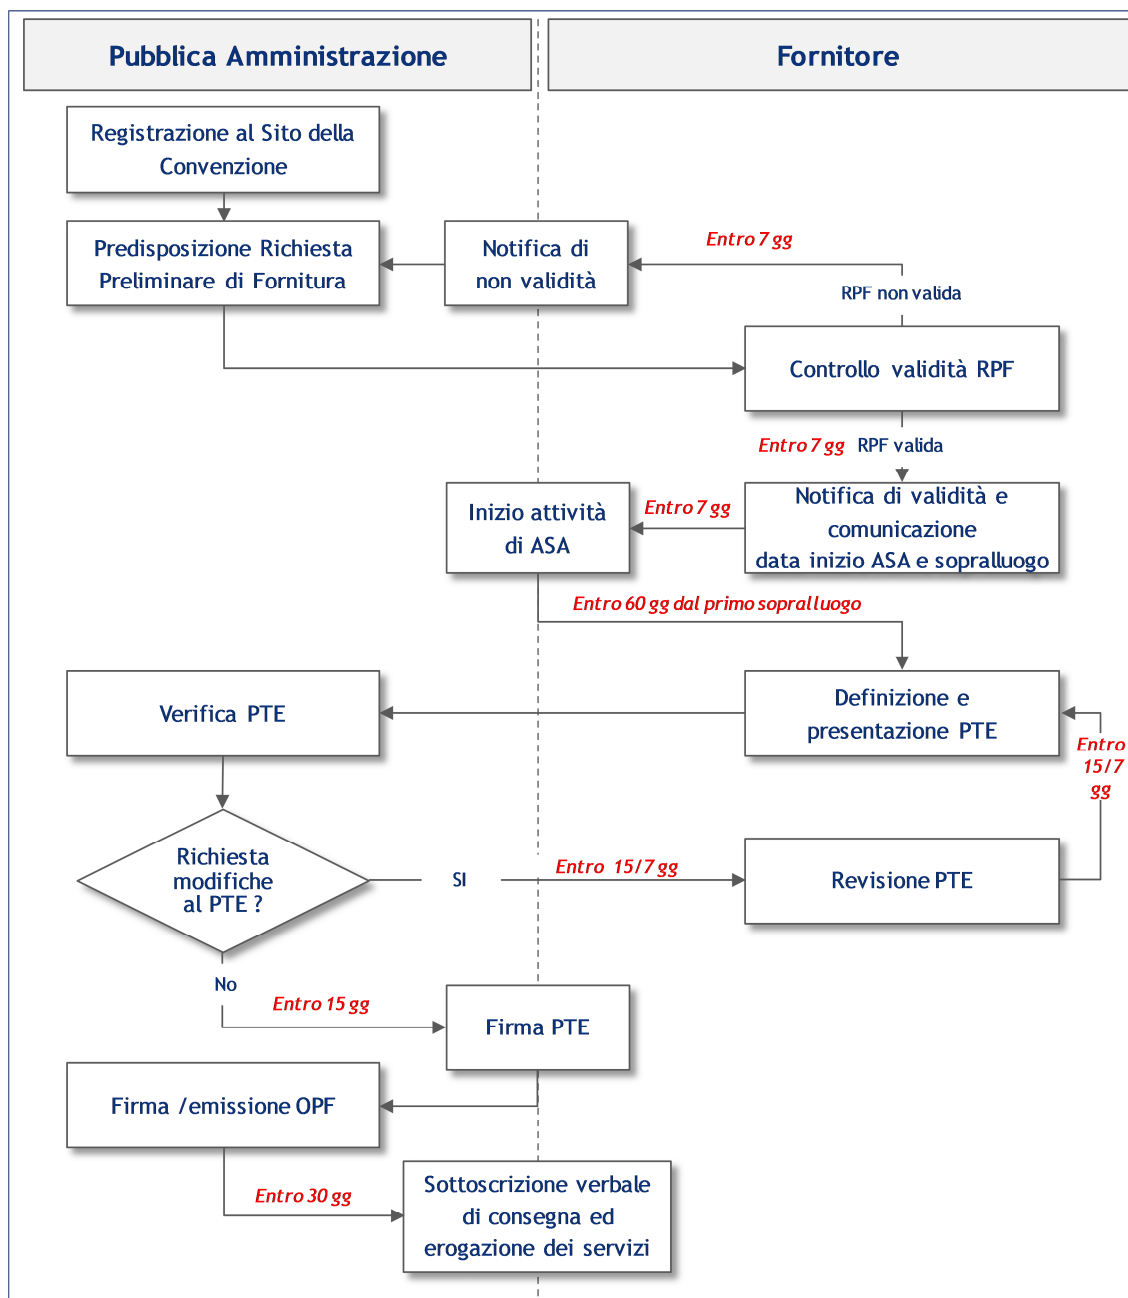 Pubblica Amministrazione
Fornitore
Registrazione al Sito della
Convenzione
Predisposizione Richiesta
Preliminare di Fornitura
Notifica di
non validità
Entro 7 gg
RPF non valida
Controllo validità RPF
Entro 7 gg RPF valida
Notifica di validità e
comunicazione
data inizio ASA e sopralluogo
Entro 7 gg
Inizio attività
di ASA
Entro 60 gg dal primo sopralluogo
Verifica PTE
Definizione e
presentazione PTE
Entro
15/7
gg
Richiesta
modifiche
al PTE ?
SI
Entro 15/7 gg
Revisione PTE
No
Entro 15 gg
Firma PTE
Firma /emissione OPF
Entro 30 gg
Sottoscrizione verbale
di consegna ed
erogazione dei servizi